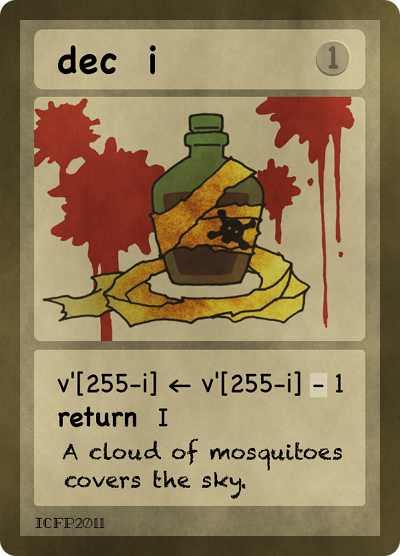 dec i
1
v'[255-i] ← v'[255-i] - 1
return I
A cloud of mosquitoes
covers the sky.
ICFP2011